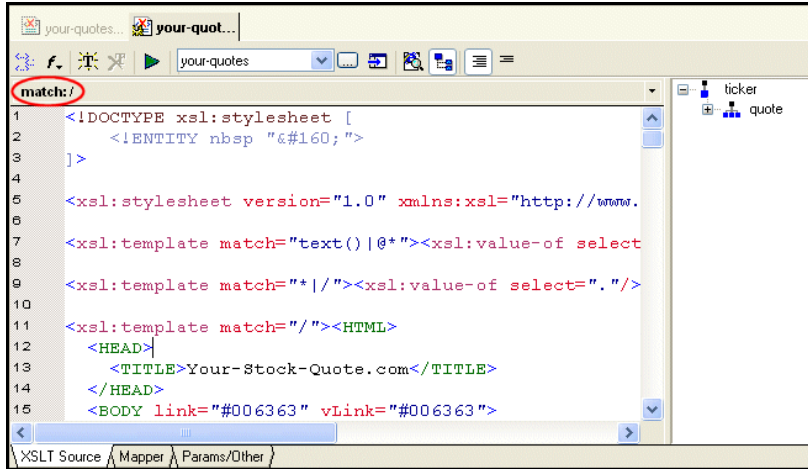 your-quotes... your-quot...
your-quotes
match:/
ticker
quote
1 <!DOCTYPE xsl:stylesheet [
2 <!ENTITY nbsp "&#160;">
3 ]>
4
5 <xsl:stylesheet version="1.0" xmlns:xsl="http://www.
6
7 <xsl:template match="text()|@*"><xsl:value-of select
8
9 <xsl:template match="*|/"><xsl:value-of select="."/>
10
11 <xsl:template match="/"><HTML>
12 <HEAD>
13 <TITLE>Your-Stock-Quote.com</TITLE>
14 </HEAD>
15 <BODY link="#006363" vLink="#006363">
XSLT Source Mapper Params/Other